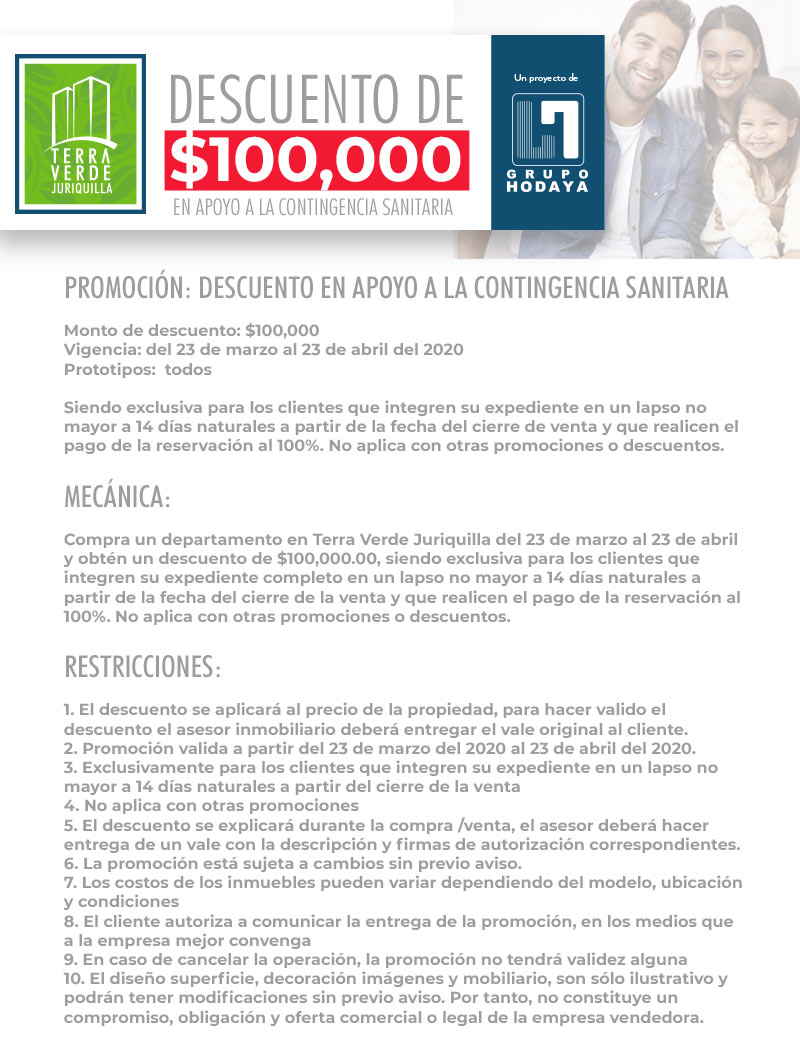 TERRA
VERDE
JURIQUILLA
DESCUENTO DE
$100,000
EN APOYO A LA CONTINGENCIA SANITARIA
Un proyecto de
GRUPO
HODAYA
PROMOCIÓN: DESCUENTO EN APOYO A LA CONTINGENCIA SANITARIA
Monto de descuento: $100,000
Vigencia: del 23 de marzo al 23 de abril del 2020
Prototipos: todos
Siendo exclusiva para los clientes que integren su expediente en un lapso no
mayor a 14 días naturales a partir de la fecha del cierre de venta y que realicen el
pago de la reservación al 100%. No aplica con otras promociones o descuentos.
MECÁNICA:
Compra un departamento en Terra Verde Juriquilla del 23 de marzo al 23 de abril
y obtén un descuento de $100,000.00, siendo exclusiva para los clientes que
integren su expediente completo en un lapso no mayor a 14 días naturales a
partir de la fecha del cierre de la venta y que realicen el pago de la reservación al
100%. No aplica con otras promociones o descuentos.
RESTRICCIONES:
1. El descuento se aplicará al precio de la propiedad, para hacer valido el
descuento el asesor inmobiliario deberá entregar el vale original al cliente.
2. Promoción valida a partir del 23 de marzo del 2020 al 23 de abril del 2020.
3. Exclusivamente para los clientes que integren su expediente en un lapso no
mayor a 14 días naturales a partir del cierre de la venta
4. No aplica con otras promociones
5. El descuento se explicará durante la compra /venta, el asesor deberá hacer
entrega de un vale con la descripción y firmas de autorización correspondientes.
6. La promoción está sujeta a cambios sin previo aviso.
7. Los costos de los inmuebles pueden variar dependiendo del modelo, ubicación
y condiciones
8. El cliente autoriza a comunicar la entrega de la promoción, en los medios que
a la empresa mejor convenga
9. En caso de cancelar la operación, la promoción no tendrá validez alguna
10. El diseño superficie, decoración imágenes y mobiliario, son sólo ilustrativo y
podrán tener modificaciones sin previo aviso. Por tanto, no constituye un
compromiso, obligación y oferta comercial o legal de la empresa vendedora.